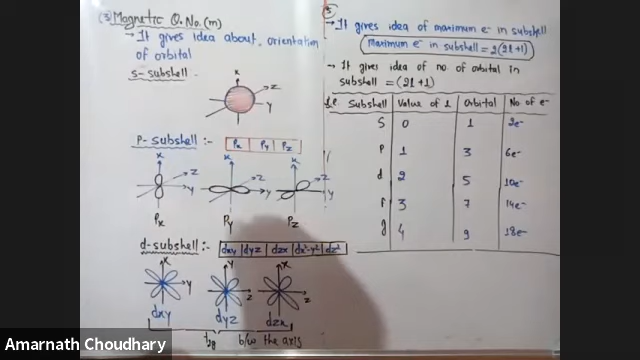 (3) Magnetic Q. No. (m)
→ It gives idea about orientation
of orbital
s-subshell -
x
z
y
P-subshell :-
Px | Py | Pz
x
z
y
x
z
y
x
z
y
Px
Py
Pz
d-subshell :-
dxy | dyz | dzx | dx²-y² | dz²
x
y
y
z
x
z
dxy
dyz
dzx
t2g
b/w the axis
→ It gives idea of maximum e⁻ in subshell
Maximum e⁻ in subshell = 2(2l+1)
→ It gives idea of no. of orbital in
subshell = (2l+1)
Subshell | Value of l | Orbital | No. of e⁻
S 0 1 2e⁻
P 1 3 6e⁻
d 2 5 10e⁻
f 3 7 14e⁻
g 4 9 18e⁻
Amarnath Choudhary